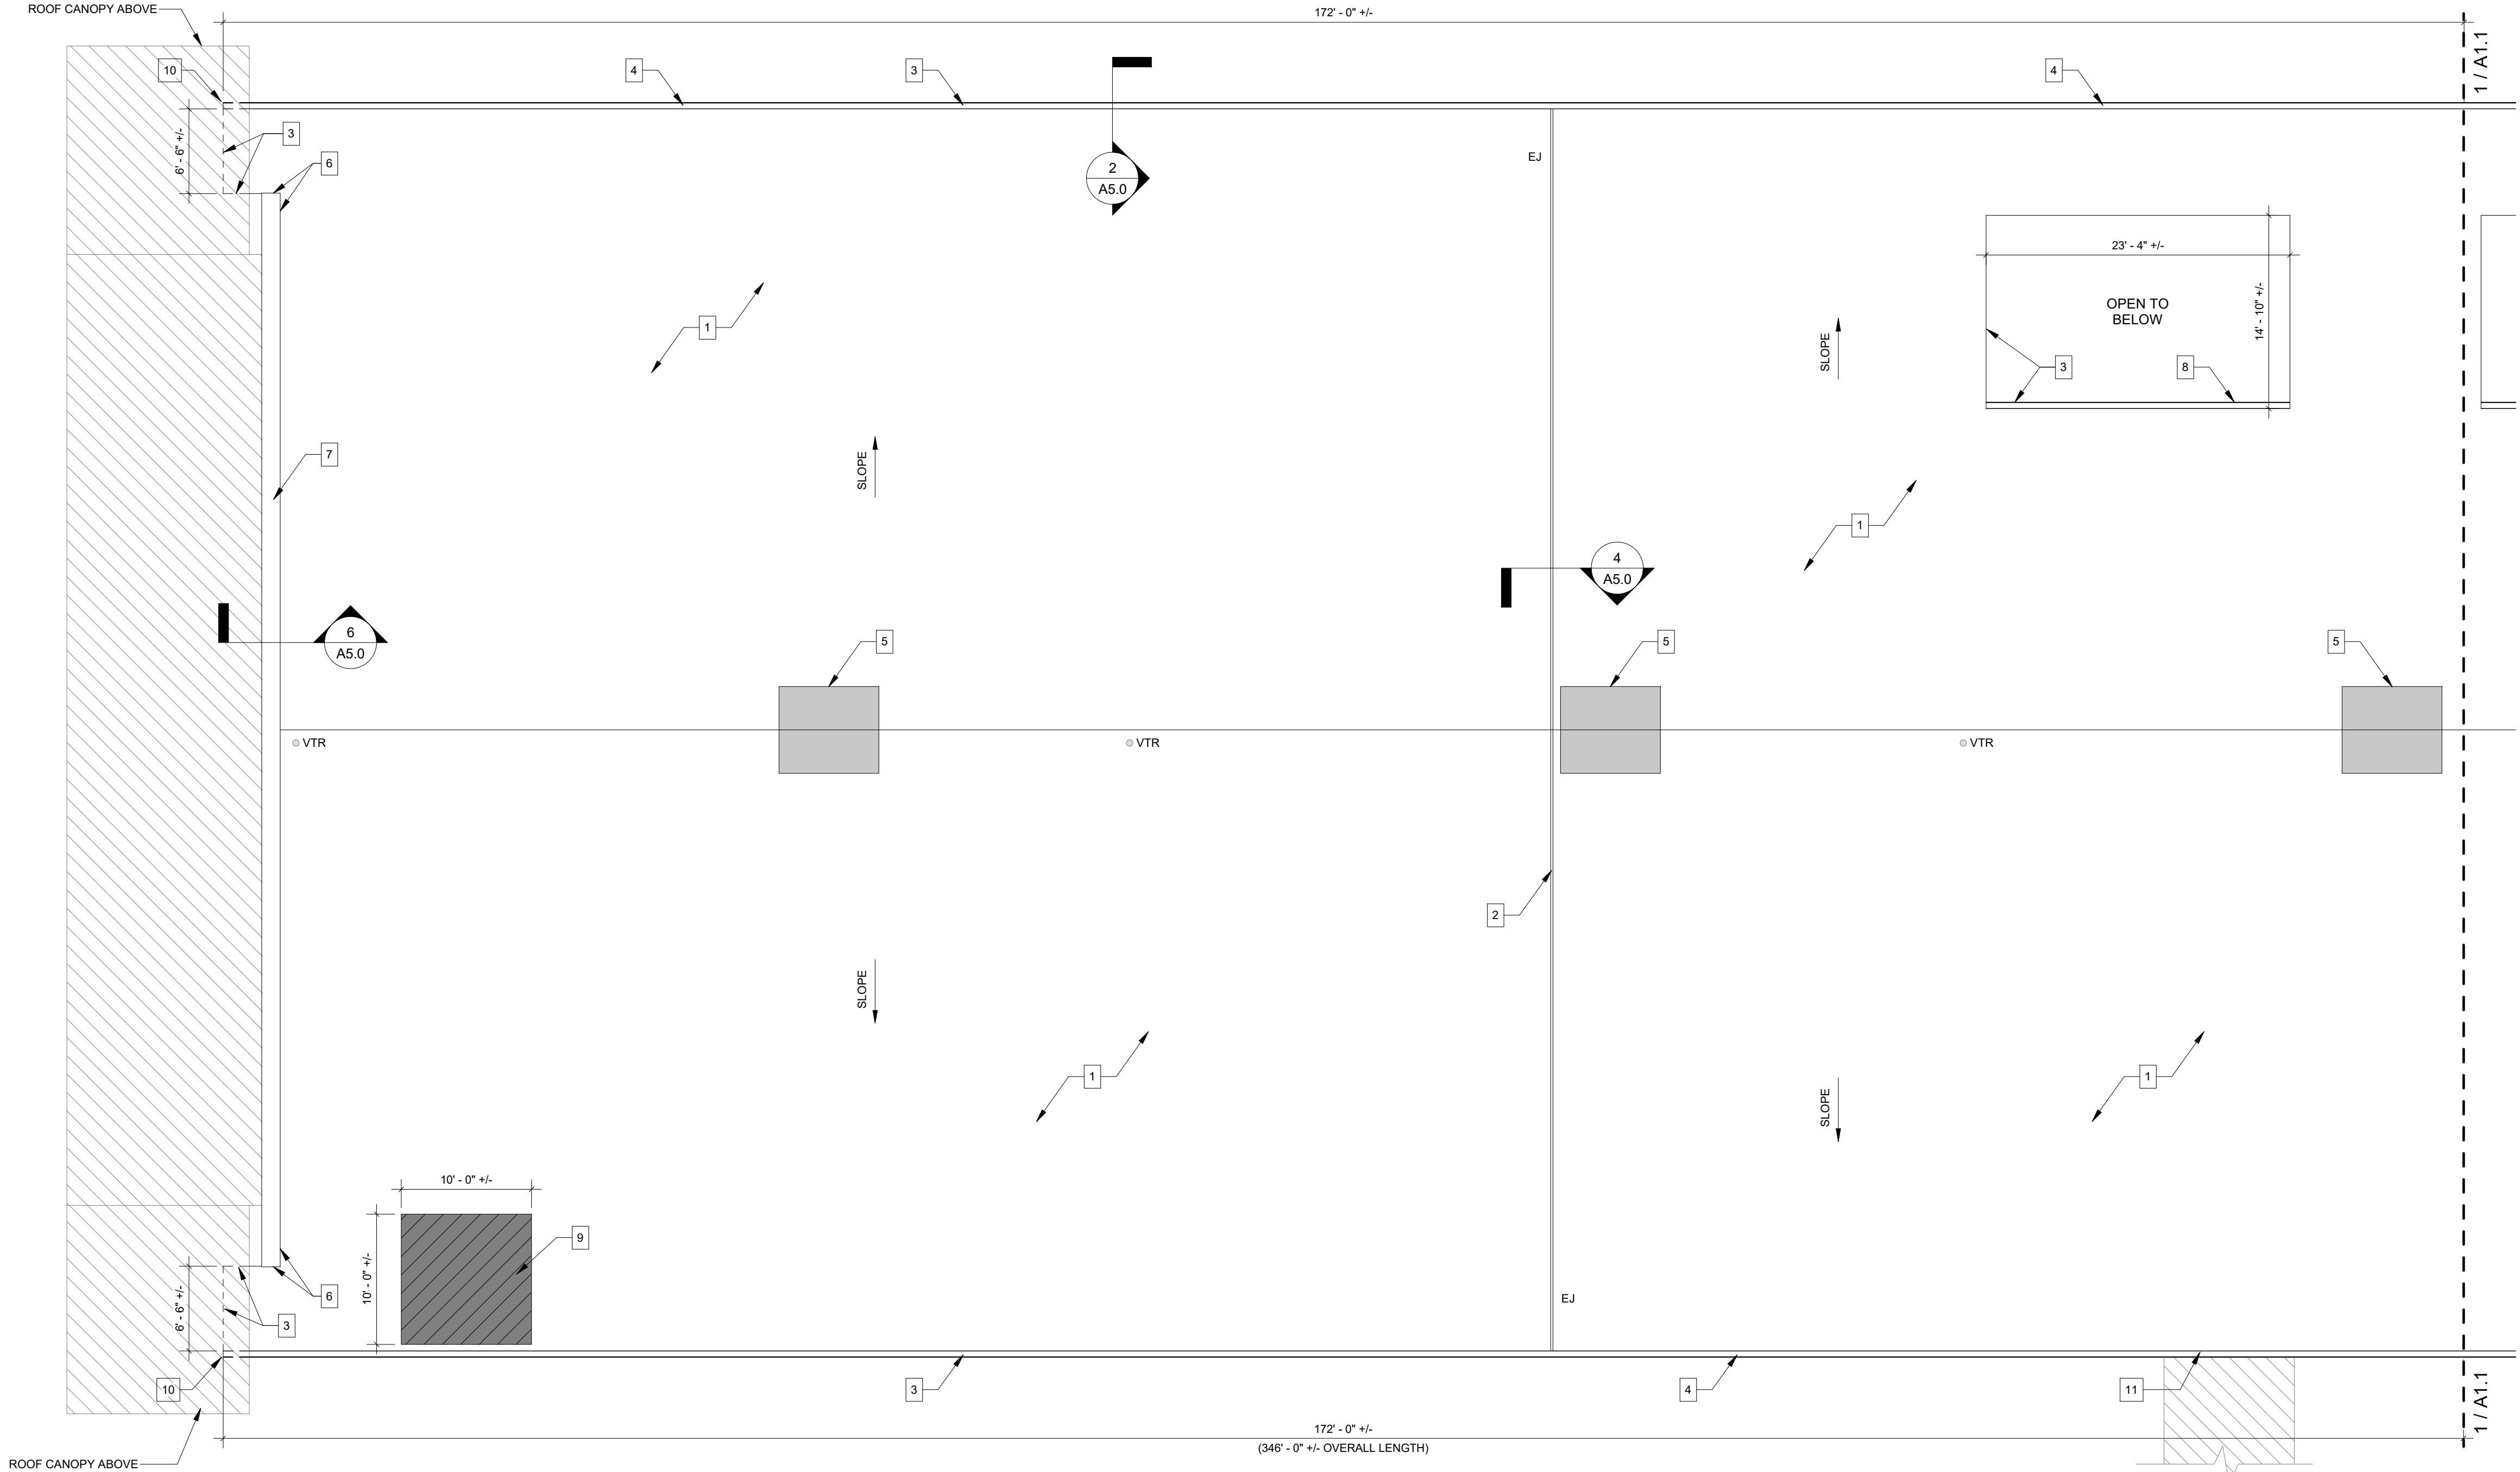 ROOF CANOPY ABOVE
172' - 0" +/-
1 / A1.1
10
4
3
4
6' - 6" +/-
3
6
2
A5.0
EJ
23' - 4" +/-
14' - 10" +/-
OPEN TO
BELOW
1
SLOPE
3
8
7
SLOPE
1
4
A5.0
6
A5.0
5
5
5
VTR
VTR
VTR
2
SLOPE
1
1
SLOPE
10' - 0" +/-
10' - 0" +/-
9
6' - 6" +/-
6
3
EJ
10
3
4
11
1 / A1.1
172' - 0" +/-
(346' - 0" +/- OVERALL LENGTH)
ROOF CANOPY ABOVE